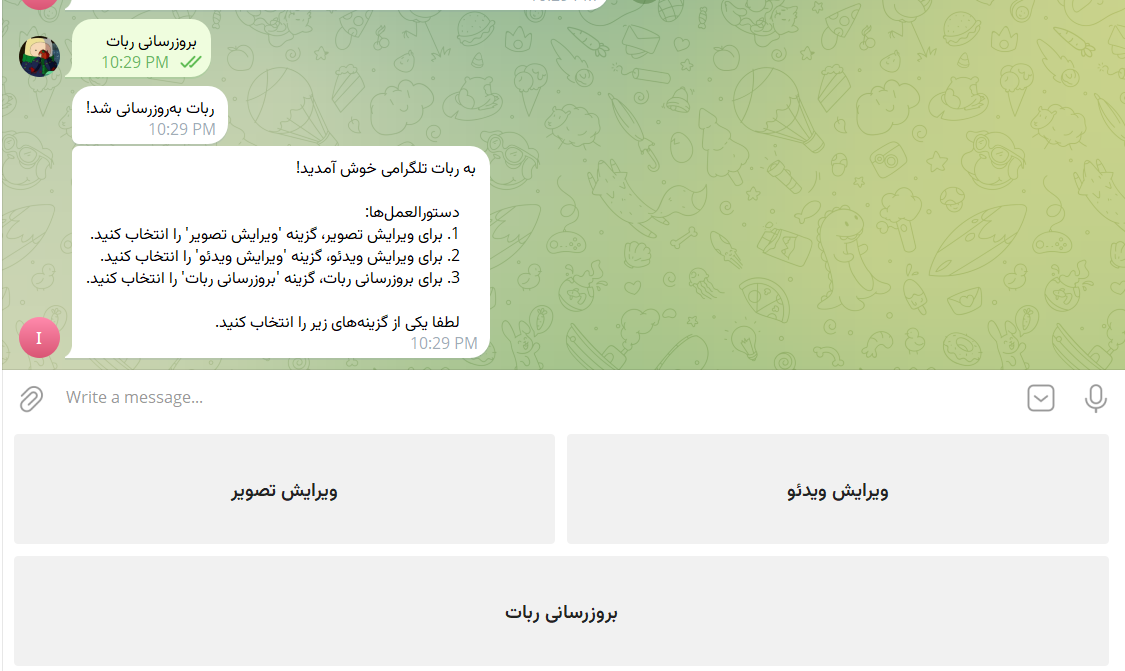 بروزرسانی ربات
10:29 PM
ربات به‌روزرسانی شد!
10:29 PM
به ربات تلگرامی خوش آمدید!
دستورالعمل‌ها:
1. برای ویرایش تصویر، گزینه 'ویرایش تصویر' را انتخاب کنید.
2. برای ویرایش ویدئو، گزینه 'ویرایش ویدئو' را انتخاب کنید.
3. برای بروزرسانی ربات، گزینه 'بروزرسانی ربات' را انتخاب کنید.
لطفا یکی از گزینه‌های زیر را انتخاب کنید.
10:29 PM
I
Write a message...
ویرایش تصویر
ویرایش ویدئو
بروزرسانی ربات